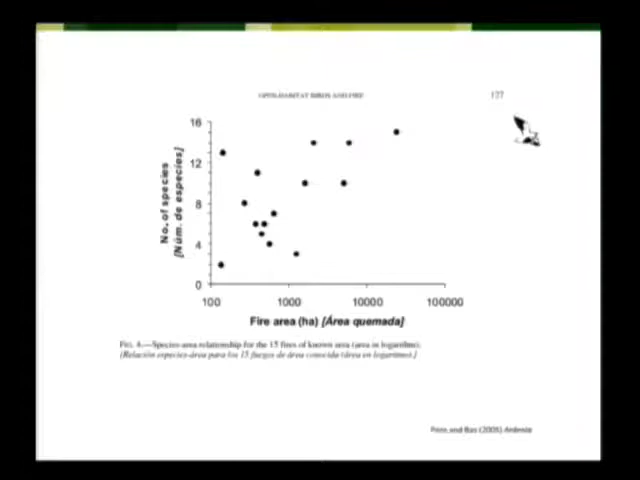 OPEN-HABITAT BIRDS AND FIRE
127
16
12
8
4
0
No. of species
[Núm. de especies]
100
1000
10000
100000
Fire area (ha) [Área quemada]
FIG. 4.—Species-area relationship for the 15 fires of known area (area in logaritm).
[Relación especies-área para los 15 fuegos de área conocida (área en logaritmo).]
Pons and Bas (2005) Ardeola